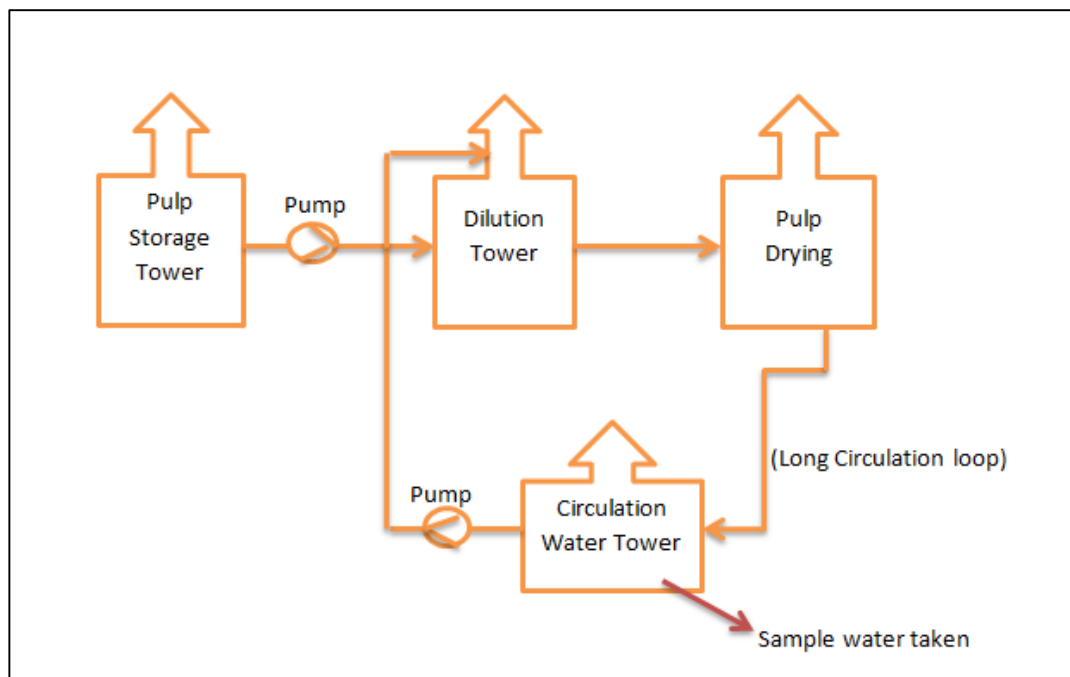 Pulp
Storage
Tower
Pump
Dilution
Tower
Pulp
Drying
(Long Circulation loop)
Pump
Circulation
Water Tower
Sample water taken